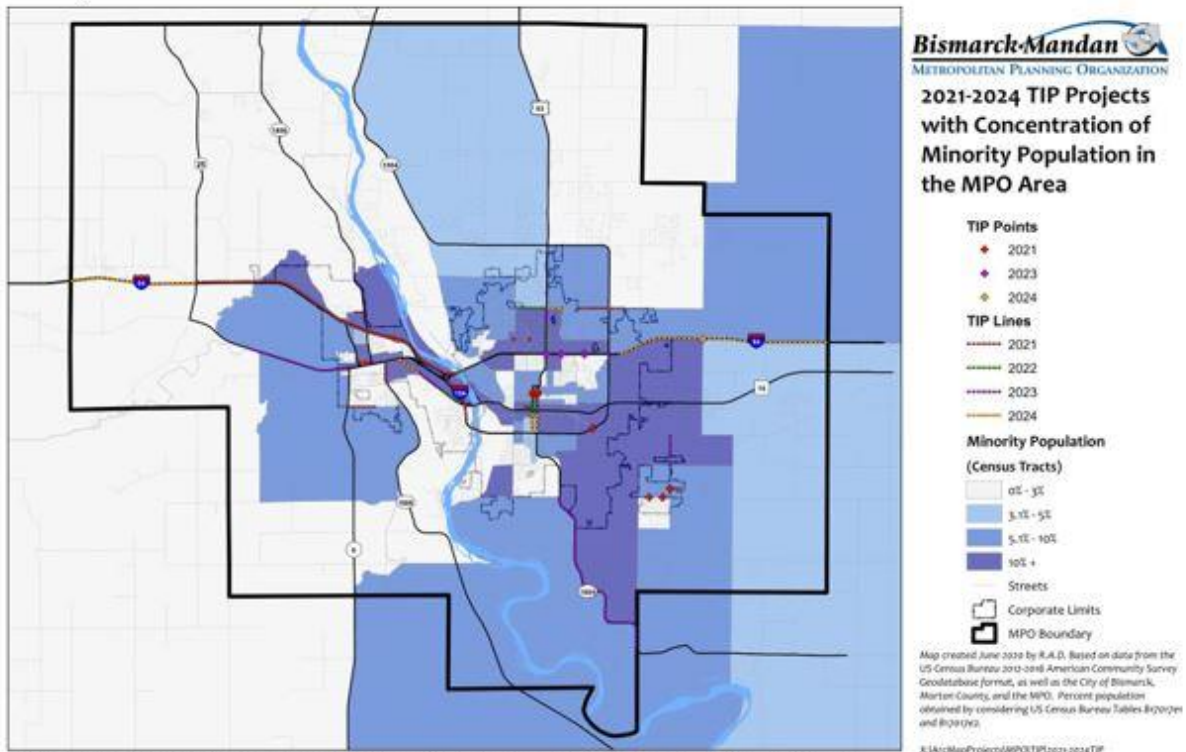 Bismarck-Mandan
METROPOLITAN PLANNING ORGANIZATION
2021-2024 TIP Projects
with Concentration of
Minority Population in
the MPO Area
TIP Points
2021
2023
2024
TIP Lines
2021
2022
2023
2024
Minority Population
(Census Tracts)
0% - 3%
3.1% - 5%
5.1% - 10%
10% +
Streets
Corporate Limits
MPO Boundary
Map created June 2020 by R.A.D. Based on data from the
US Census Bureau 2012-2016 American Community Survey
Geodatabase format, as well as the City of Bismarck,
Morton County, and the MPO. Percent population
obtained by considering US Census Bureau Tables
and
25
1806
1804
83
94
94
6